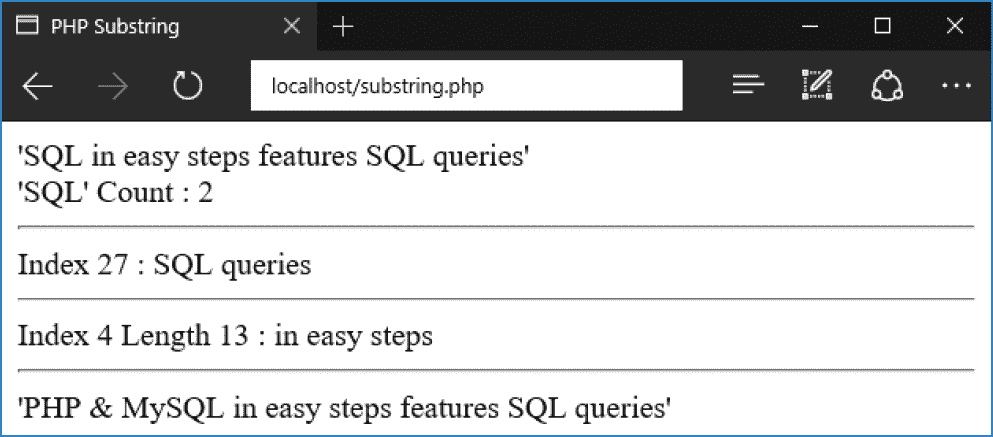 PHP Substring
localhost/substring.php
'SQL in easy steps features SQL queries'
'SQL' Count : 2
Index 27 : SQL queries
Index 4 Length 13 : in easy steps
'PHP & MySQL in easy steps features SQL queries'